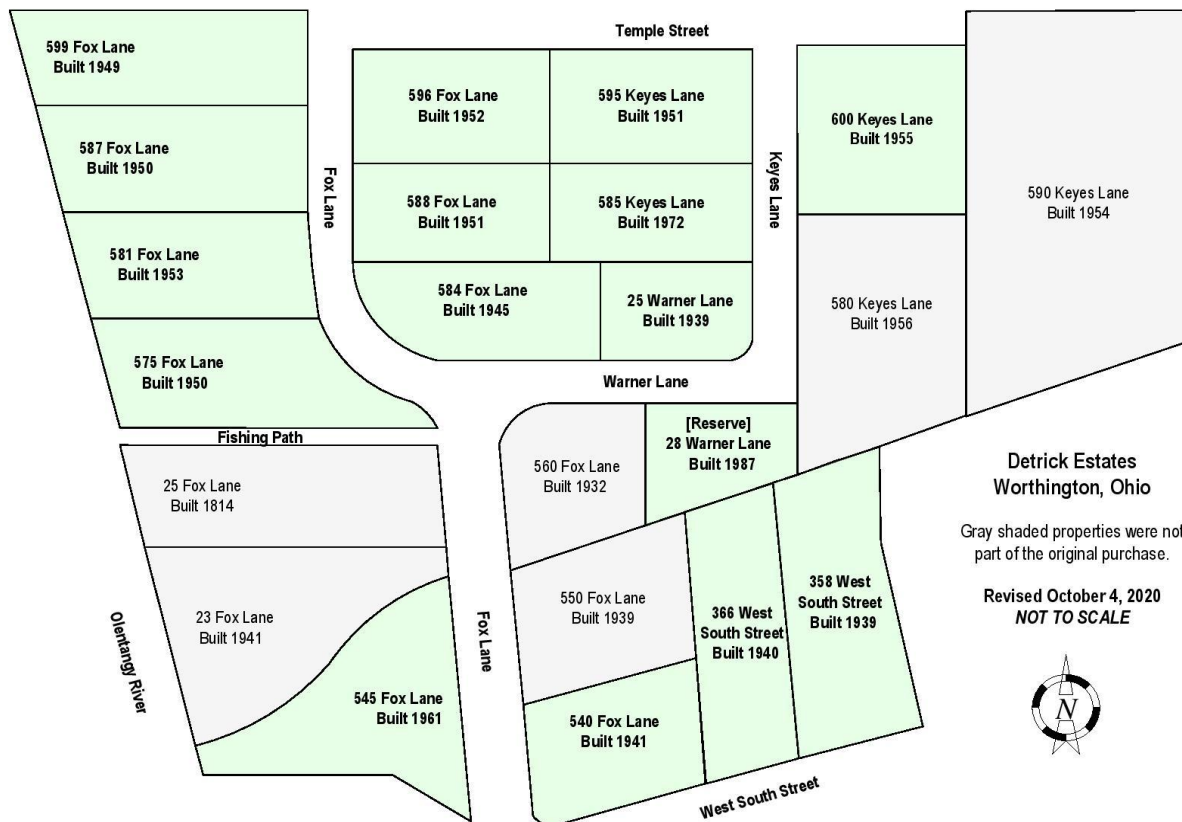 Temple Street
599 Fox Lane
Built 1949
596 Fox Lane
Built 1952
595 Keyes Lane
Built 1951
600 Keyes Lane
Built 1955
590 Keyes Lane
Built 1954
587 Fox Lane
Built 1950
Fox Lane
588 Fox Lane
Built 1951
585 Keyes Lane
Built 1972
Keyes Lane
581 Fox Lane
Built 1953
584 Fox Lane
Built 1945
25 Warner Lane
Built 1939
580 Keyes Lane
Built 1956
575 Fox Lane
Built 1950
Warner Lane
Fishing Path
560 Fox Lane
Built 1932
[Reserve]
28 Warner Lane
Built 1987
25 Fox Lane
Built 1814
23 Fox Lane
Built 1941
Olentangy River
Fox Lane
550 Fox Lane
Built 1939
366 West
South Street
Built 1940
358 West
South Street
Built 1939
545 Fox Lane
Built 1961
540 Fox Lane
Built 1941
West South Street
Detrick Estates
Worthington, Ohio
Gray shaded properties were not
part of the original purchase.
Revised October 4, 2020
NOT TO SCALE
N